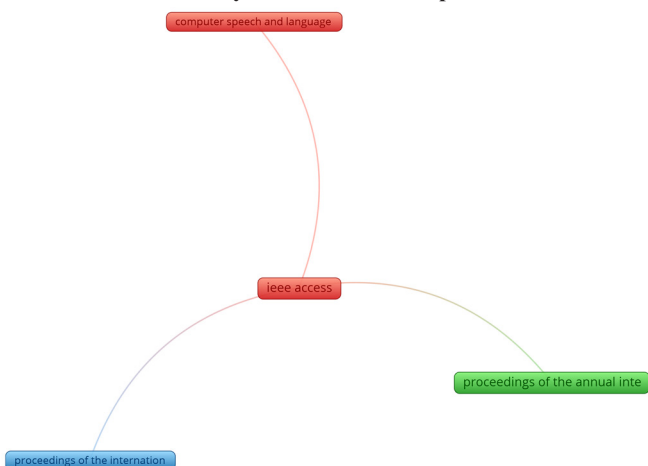 computer speech and language
ieee access
proceedings of the annual inte
proceedings of the internation